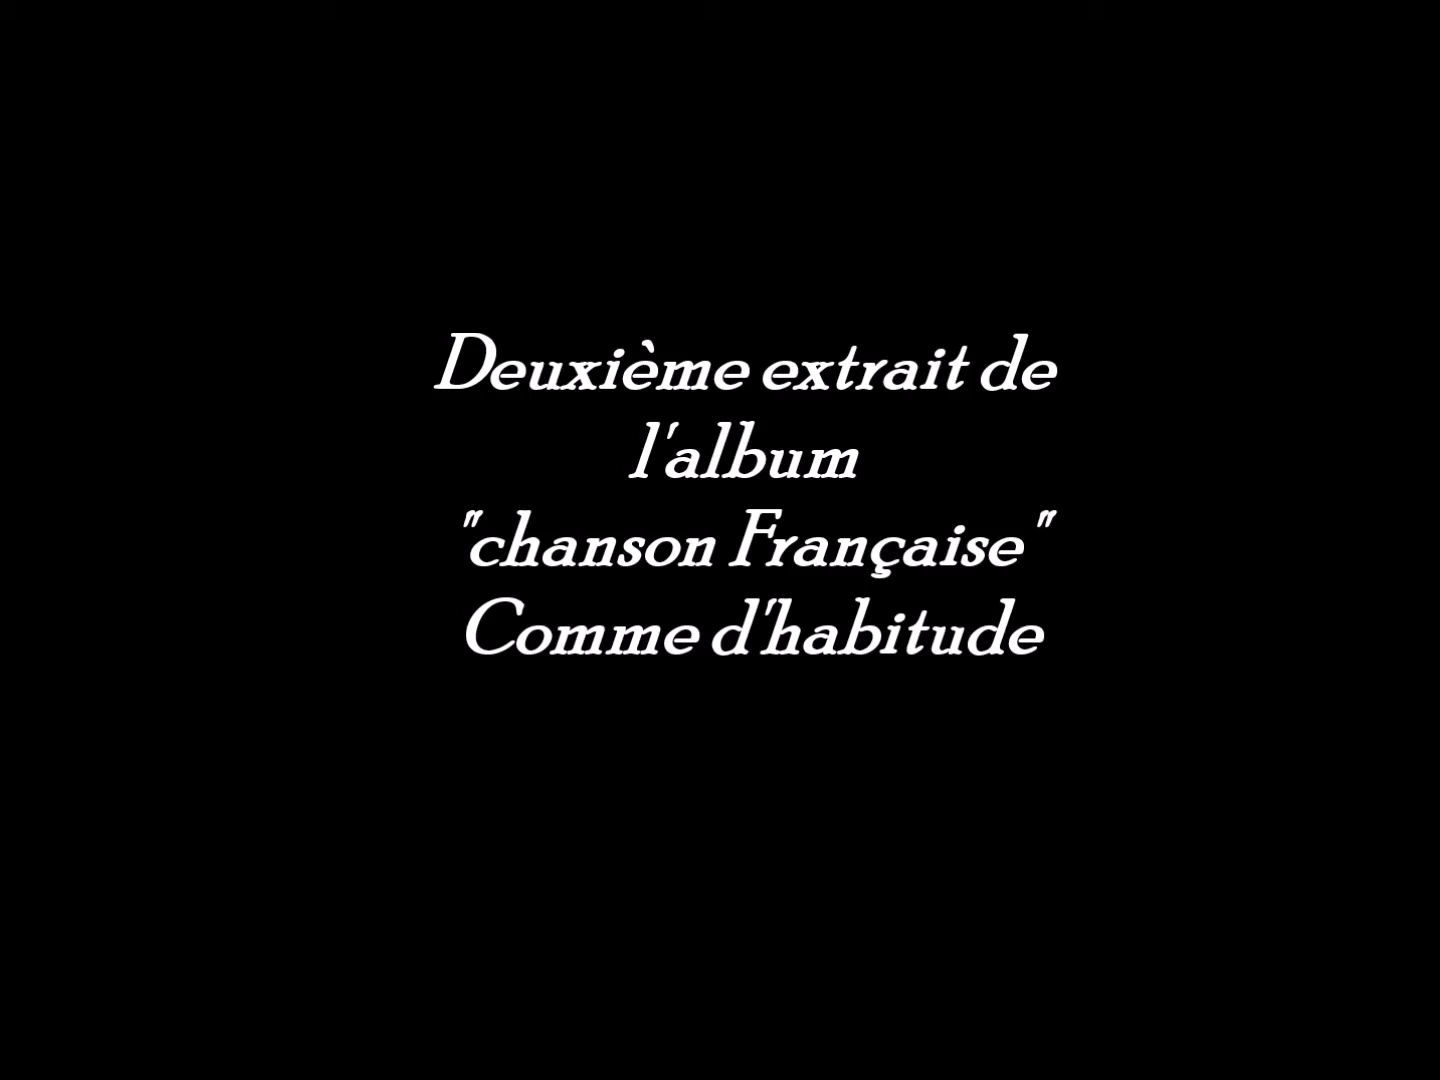 Deuxième extrait de
l'album
"chanson Française"
Comme d'habitude